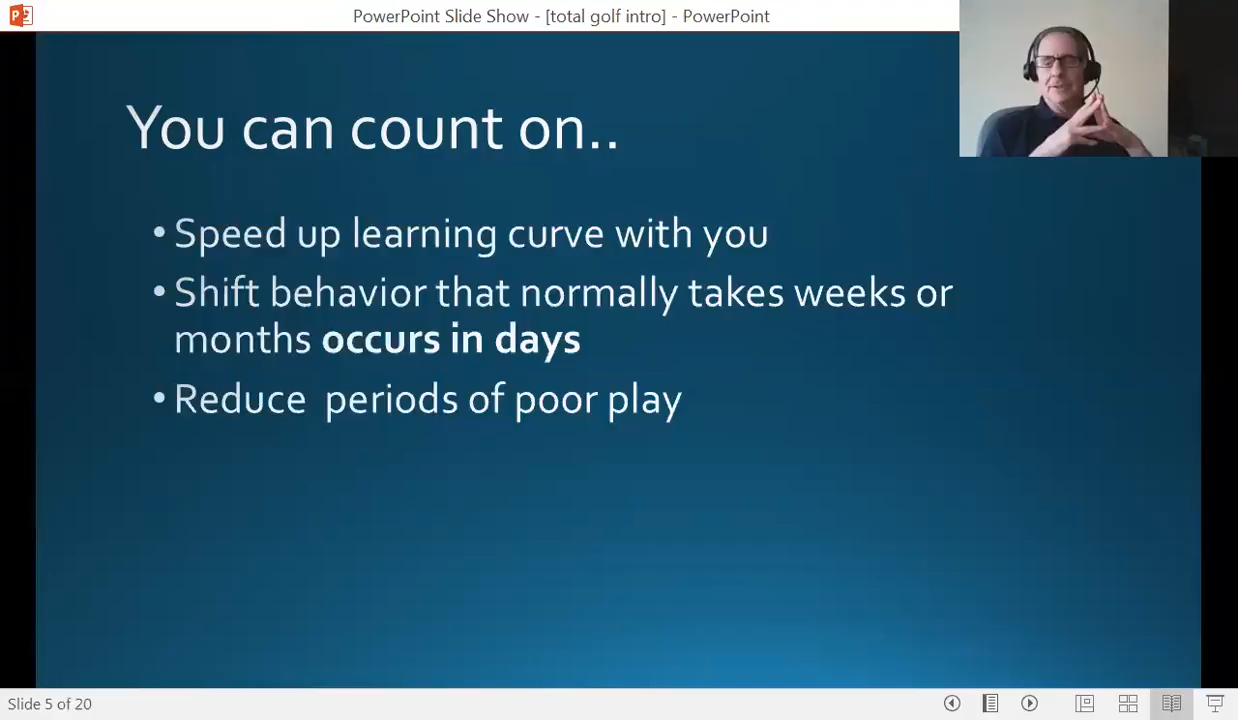 PowerPoint Slide Show - [total golf intro] - PowerPoint
You can count on..
• Speed up learning curve with you
• Shift behavior that normally takes weeks or
months occurs in days
• Reduce  periods of poor play
Slide 5 of 20